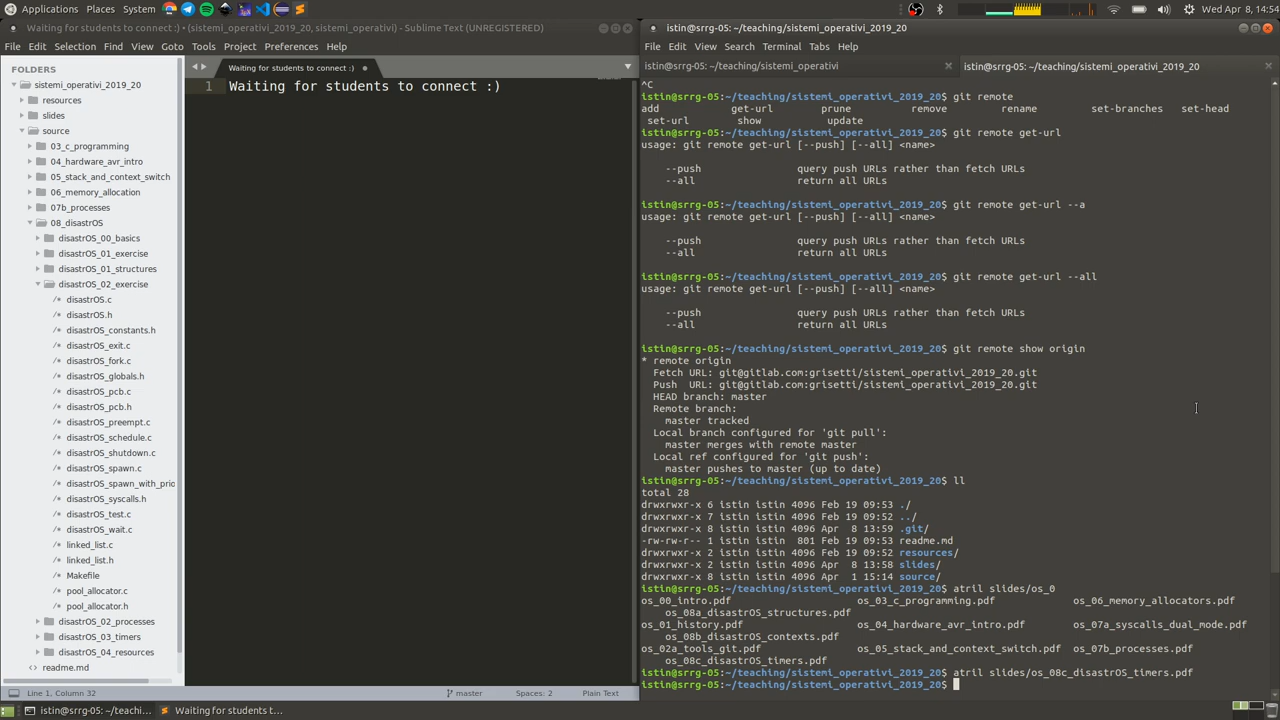 Applications Places System
Wed Apr 8, 14:54
Waiting for students to connect :) (sistemi_operativi_2019_20, sistemi_operativi) - Sublime Text (UNREGISTERED)
File Edit Selection Find View Goto Tools Project Preferences Help
FOLDERS
sistemi_operativi_2019_20
resources
slides
source
03_c_programming
04_hardware_avr_intro
05_stack_and_context_switch
06_memory_allocation
07b_processes
08_disastrOS
disastrOS_00_basics
disastrOS_01_exercise
disastrOS_01_structures
disastrOS_02_exercise
disastrOS.c
disastrOS.h
disastrOS_constants.h
disastrOS_exit.c
disastrOS_fork.c
disastrOS_globals.h
disastrOS_pcb.c
disastrOS_pcb.h
disastrOS_preempt.c
disastrOS_schedule.c
disastrOS_shutdown.c
disastrOS_spawn.c
disastrOS_spawn_with_prio
disastrOS_syscalls.h
disastrOS_test.c
disastrOS_wait.c
linked_list.c
linked_list.h
Makefile
pool_allocator.c
pool_allocator.h
disastrOS_02_processes
disastrOS_03_timers
disastrOS_04_resources
readme.md
Waiting for students to connect :)
1 Waiting for students to connect :)
Line 1, Column 32 master Spaces: 2 Plain Text
istin@srrg-05: ~/teaching/sistemi_operativi_2019_20
File Edit View Search Terminal Tabs Help
istin@srrg-05: ~/teaching/sistemi_operativi
istin@srrg-05: ~/teaching/sistemi_operativi_2019_20
^C
istin@srrg-05:~/teaching/sistemi_operativi_2019_20$ git remote
add get-url prune remove rename set-branches set-head
set-url show update
istin@srrg-05:~/teaching/sistemi_operativi_2019_20$ git remote get-url
usage: git remote get-url [--push] [--all] <name>
--push query push URLs rather than fetch URLs
--all return all URLs
istin@srrg-05:~/teaching/sistemi_operativi_2019_20$ git remote get-url --a
usage: git remote get-url [--push] [--all] <name>
--push query push URLs rather than fetch URLs
--all return all URLs
istin@srrg-05:~/teaching/sistemi_operativi_2019_20$ git remote get-url --all
usage: git remote get-url [--push] [--all] <name>
--push query push URLs rather than fetch URLs
--all return all URLs
istin@srrg-05:~/teaching/sistemi_operativi_2019_20$ git remote show origin
* remote origin
Fetch URL: git@gitlab.com:grisetti/sistemi_operativi_2019_20.git
Push URL: git@gitlab.com:grisetti/sistemi_operativi_2019_20.git
HEAD branch: master
Remote branch:
master tracked
Local branch configured for 'git pull':
master merges with remote master
Local ref configured for 'git push':
master pushes to master (up to date)
istin@srrg-05:~/teaching/sistemi_operativi_2019_20$ ll
total 28
drwxrwxr-x 6 istin istin 4096 Feb 19 09:53 ./
drwxrwxr-x 7 istin istin 4096 Feb 19 09:52 ../
drwxrwxr-x 8 istin istin 4096 Apr 8 13:59 .git/
-rw-rw-r-- 1 istin istin 801 Feb 19 09:53 readme.md
drwxrwxr-x 2 istin istin 4096 Feb 19 09:52 resources/
drwxrwxr-x 2 istin istin 4096 Apr 8 13:58 slides/
drwxrwxr-x 8 istin istin 4096 Apr 1 15:14 source/
istin@srrg-05:~/teaching/sistemi_operativi_2019_20$ atril slides/os_0
os_00_intro.pdf os_03_c_programming.pdf os_06_memory_allocators.pdf
os_08a_disastrOS_structures.pdf
os_01_history.pdf os_04_hardware_avr_intro.pdf os_07a_syscalls_dual_mode.pdf
os_08b_disastrOS_contexts.pdf
os_02a_tools_git.pdf os_05_stack_and_context_switch.pdf os_07b_processes.pdf
os_08c_disastrOS_timers.pdf
istin@srrg-05:~/teaching/sistemi_operativi_2019_20$ atril slides/os_08c_disastrOS_timers.pdf
istin@srrg-05:~/teaching/sistemi_operativi_2019_20$
istin@srrg-05: ~/teachi... Waiting for students t...